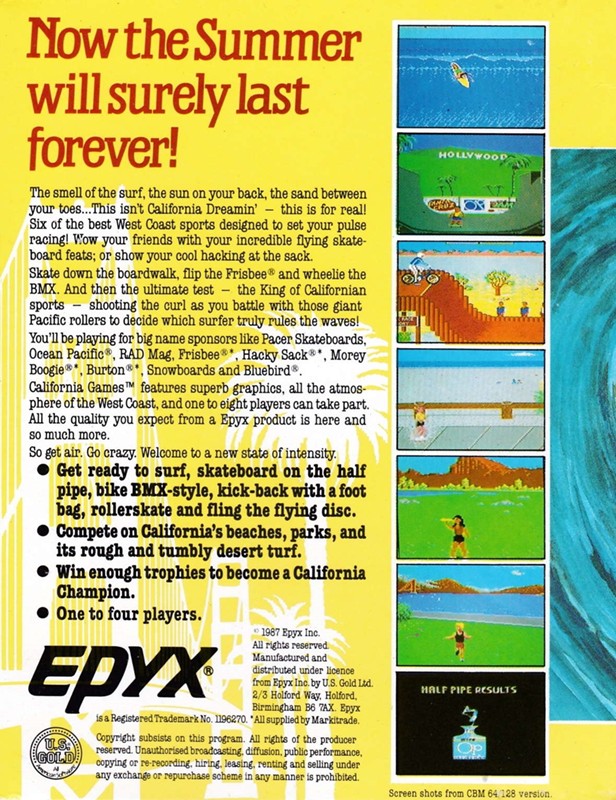 Now the Summer
will surely last
forever!
The smell of the surf, the sun on your back, the sand between
your toes...This isn't California Dreamin' – this is for real!
Six of the best West Coast sports designed to set your pulse
racing! Wow your friends with your incredible flying skate-
board feats; or show your cool hacking at the sack.
Skate down the boardwalk, flip the Frisbee® and wheelie the
BMX. And then the ultimate test – the King of Californian
sports – shooting the curl as you battle with those giant
Pacific rollers to decide which surfer truly rules the waves!
You'll be playing for big name sponsors like Pacer Skateboards,
Ocean Pacific®, RAD Mag, Frisbee®*, Hacky Sack®*, Morey
Boogie®*, Burton®*, Snowboards and Bluebird®.
California Games™ features superb graphics, all the atmos-
phere of the West Coast, and one to eight players can take part.
All the quality you expect from a Epyx product is here and
so much more.
So get air. Go crazy. Welcome to a new state of intensity.
● Get ready to surf, skateboard on the half
pipe, bike BMX-style, kick-back with a foot
bag, rollerskate and fling the flying disc.
● Compete on California's beaches, parks, and
its rough and tumbly desert turf.
● Win enough trophies to become a California
Champion.
● One to four players.
EPYX®
© 1987 Epyx Inc.
All rights reserved.
Manufactured and
distributed under licence
from Epyx Inc. by U.S. Gold Ltd.
2/3 Holford Way, Holford,
Birmingham B6 7AX. Epyx
is a Registered Trademark No. 1196270. *All supplied by Markitrade.
U.S.
GOLD
Copyright subsists on this program. All rights of the producer
reserved. Unauthorised broadcasting, diffusion, public performance,
copying or re-recording, hiring, leasing, renting and selling under
any exchange or repurchase scheme in any manner is prohibited.
HOLLYWOOD
SANTA CRUZ
HALF PIPE RESULTS
Op
Screen shots from CBM 64/128 version.